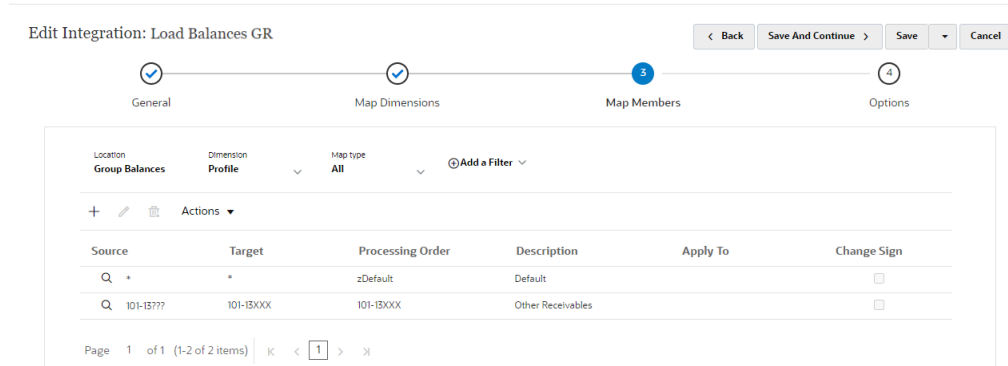 Edit Integration: Load Balances GR
Back Save And Continue Save Cancel
3 4
General Map Dimensions Map Members Options
Location Dimension Map type
Group Balances Profile All Add a Filter
Actions
Source Target Processing Order Description Apply To Change Sign
* * zDefault Default
101-13??? 101-13XXX 101-13XXX Other Receivables
Page 1 of 1 (1-2 of 2 items) 1